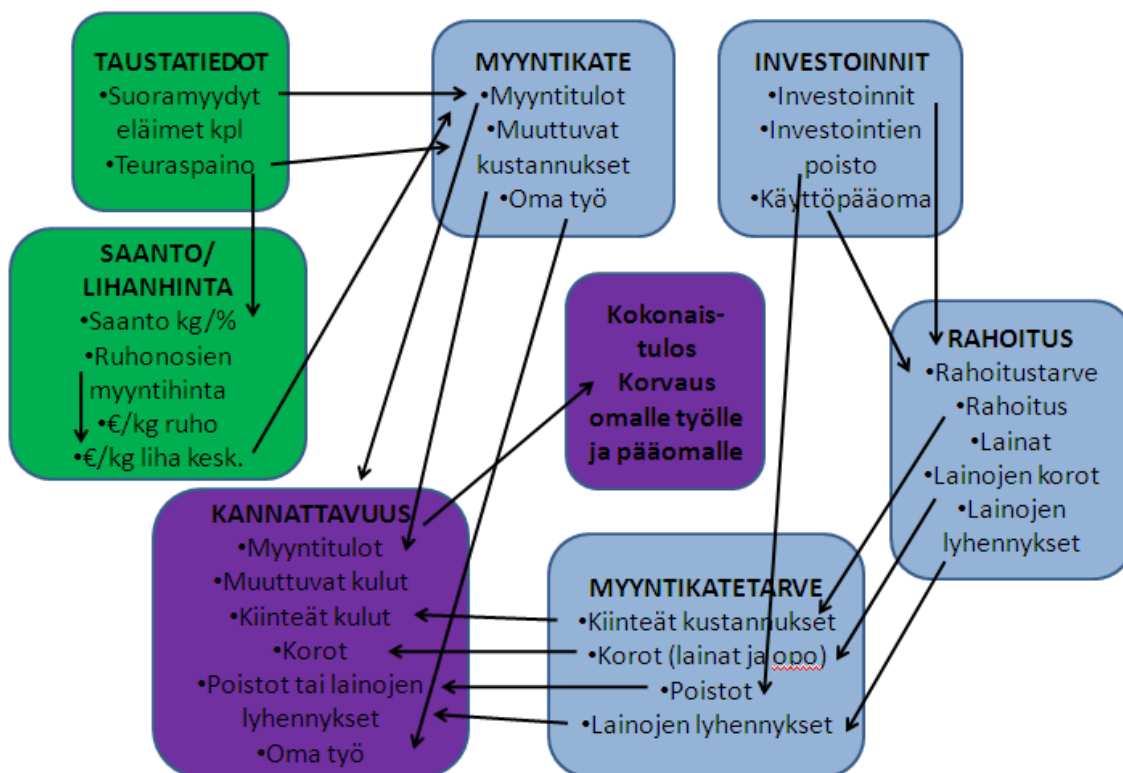 TAUSTATIEDOT
•Suoramyydyt
eläimet kpl
•Teuraspaino
MYYNTIKATE
•Myyntitulot
•Muuttuvat
kustannukset
•Oma työ
INVESTOINNIT
•Investoinnit
•Investointien
poisto
•Käyttöpääoma
SAANTO/
LIHANHINTA
•Saanto kg/%
•Ruhonosien
myyntihinta
•€/kg ruho
•€/kg liha kesk.
Kokonais-
tulos
Korvaus
omalle työlle
ja pääomalle
RAHOITUS
•Rahoitustarve
•Rahoitus
•Lainat
•Lainojen korot
•Lainojen
lyhennykset
KANNATTAVUUS
•Myyntitulot
•Muuttuvat kulut
•Kiinteät kulut
•Korot
•Poistot tai lainojen
lyhennykset
•Oma työ
MYYNTIKATETARVE
•Kiinteät kustannukset
•Korot (lainat ja opo)
•Poistot
•Lainojen lyhennykset